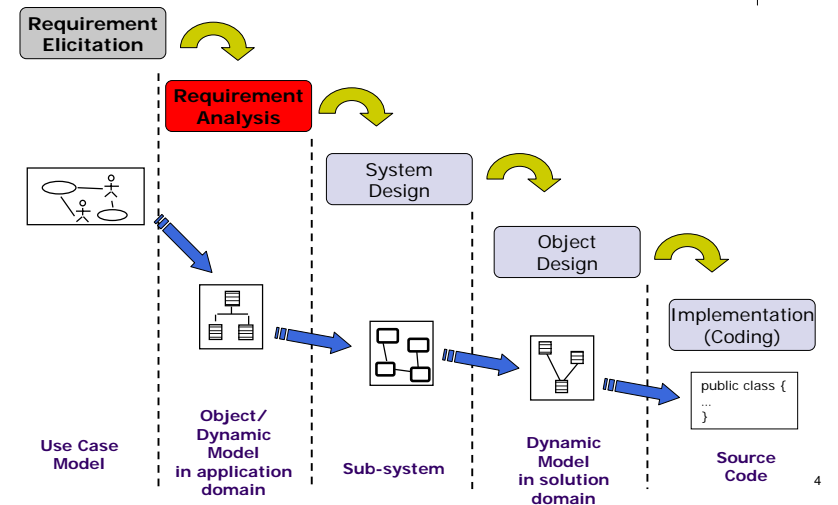 Requirement
Elicitation
Requirement
Analysis
System
Design
Object
Design
Implementation
(Coding)
public class {
...
}
Use Case
Model
Object/
Dynamic
Model
in application
domain
Sub-system
Dynamic
Model
in solution
domain
Source
Code
4